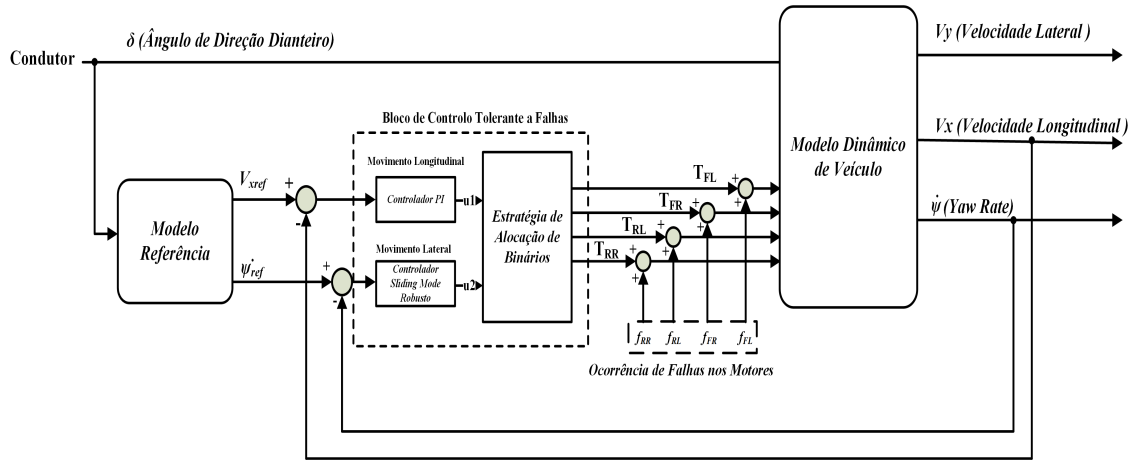 δ (Ângulo de Direção Dianteiro)
Condutor
Vy (Velocidade Lateral )
Vx (Velocidade Longitudinal )
ψ̇ (Yaw Rate)
Modelo Dinâmico
de Veículo
Bloco de Controlo Tolerante a Falhas
Movimento Longitudinal
Controlador PI
u1
Movimento Lateral
Controlador
Sliding Mode
Robusto
u2
Estratégia de
Alocação de
Binários
Modelo
Referência
Vxref
+
-
ψ̇ref
+
-
TFL
+
+
TFR
+
+
TRL
+
+
TRR
+
+
fRR fRL fFR fFL
Ocorrência de Falhas nos Motores